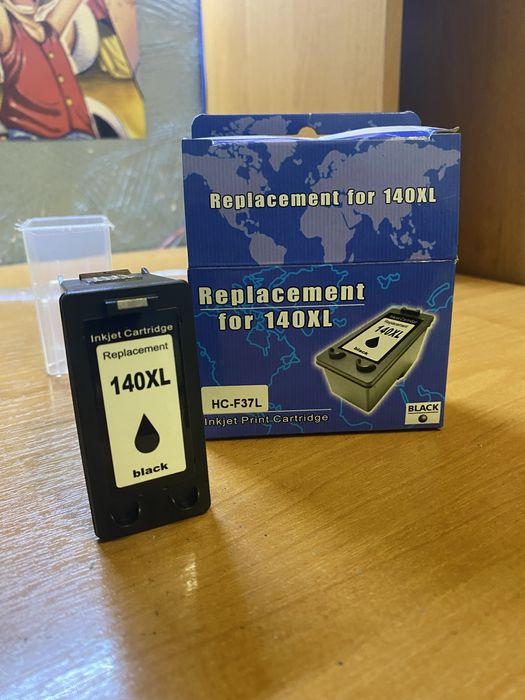 Replacement for 140XL
Replacement
for 140XL
HC-F37L
Inkjet Print Cartridge
BLACK
140XL
Inkjet Cartridge
Replacement
140XL
black